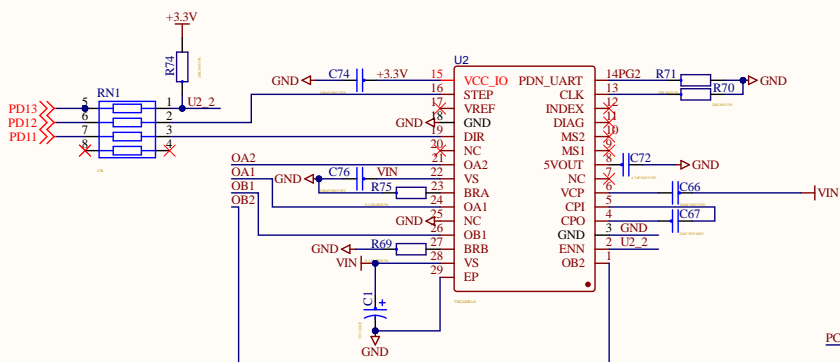 +3.3V
R74
RN1
PD13 5 1 U2_2
PD12 6 2
PD11 7 3
8 4
U2
GND C74 +3.3V 15 VCC_IO PDN_UART 14 PG2 R71 GND
16 STEP CLK 13 R70
17 VREF INDEX 12
GND 18 GND DIAG 11
19 DIR MS2 10
20 NC MS1 9
OA2 21 OA2 5VOUT 8 C72 GND
OA1 GND C76 VIN 22 VS NC 7
OB1 R75 23 BRA VCP 6 C66 VIN
OB2 24 OA1 CPI 5
GND 25 NC CPO 4 C67
26 OB1 GND 3 GND
GND R69 27 BRB ENN 2 U2_2
VIN 28 VS OB2 1
29 EP
C1 +
GND
PC